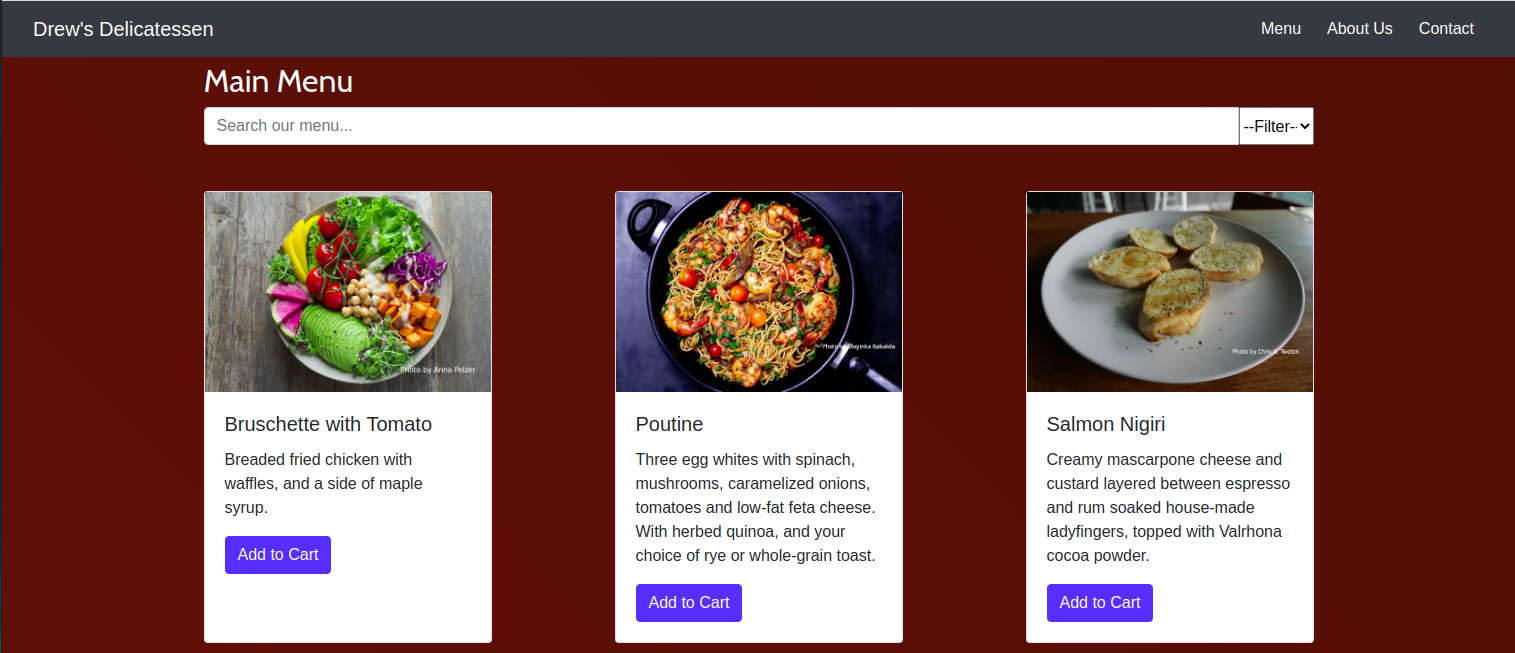 Drew's Delicatessen
Menu About Us Contact
Main Menu
Search our menu...
--Filter--
Photo by Anna Pelzer
Photo by Olayinka Babalola
Photo by Chris A. Tweten
Bruschette with Tomato
Breaded fried chicken with
waffles, and a side of maple
syrup.
Add to Cart
Poutine
Three egg whites with spinach,
mushrooms, caramelized onions,
tomatoes and low-fat feta cheese.
With herbed quinoa, and your
choice of rye or whole-grain toast.
Add to Cart
Salmon Nigiri
Creamy mascarpone cheese and
custard layered between espresso
and rum soaked house-made
ladyfingers, topped with Valrhona
cocoa powder.
Add to Cart